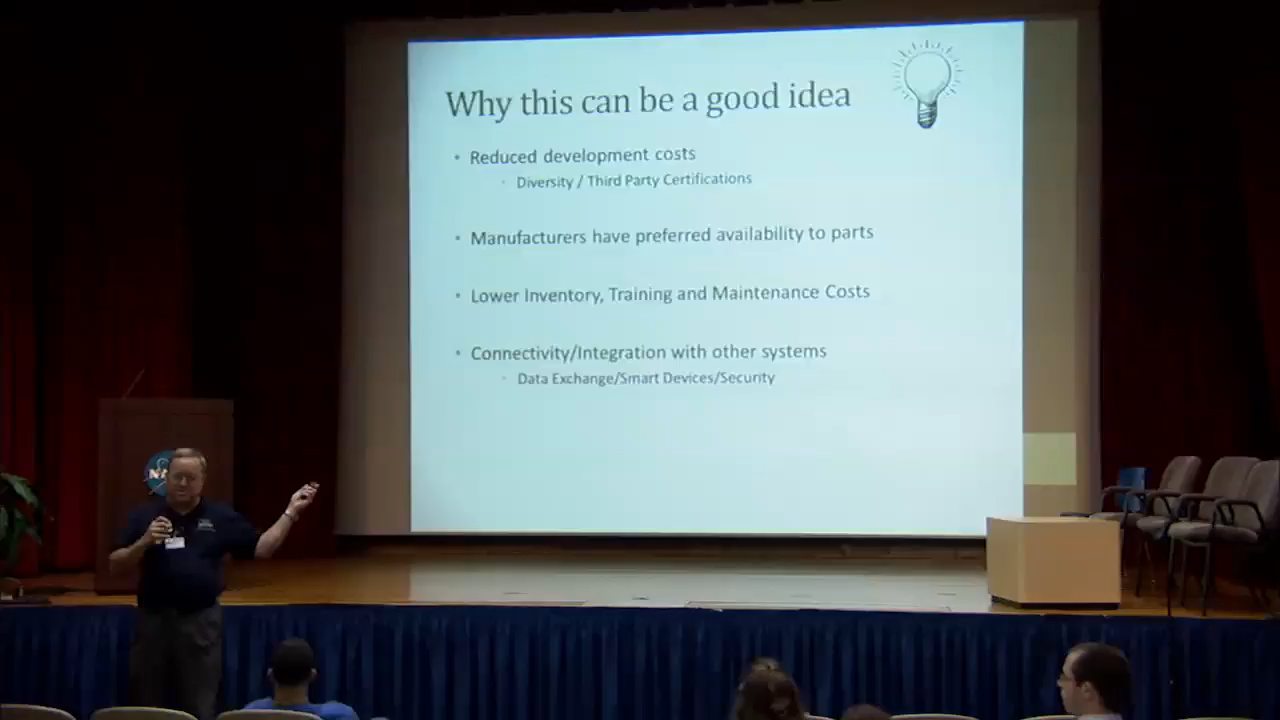 Why this can be a good idea
• Reduced development costs
◦ Diversity / Third Party Certifications
• Manufacturers have preferred availability to parts
• Lower Inventory, Training and Maintenance Costs
• Connectivity/Integration with other systems
◦ Data Exchange/Smart Devices/Security